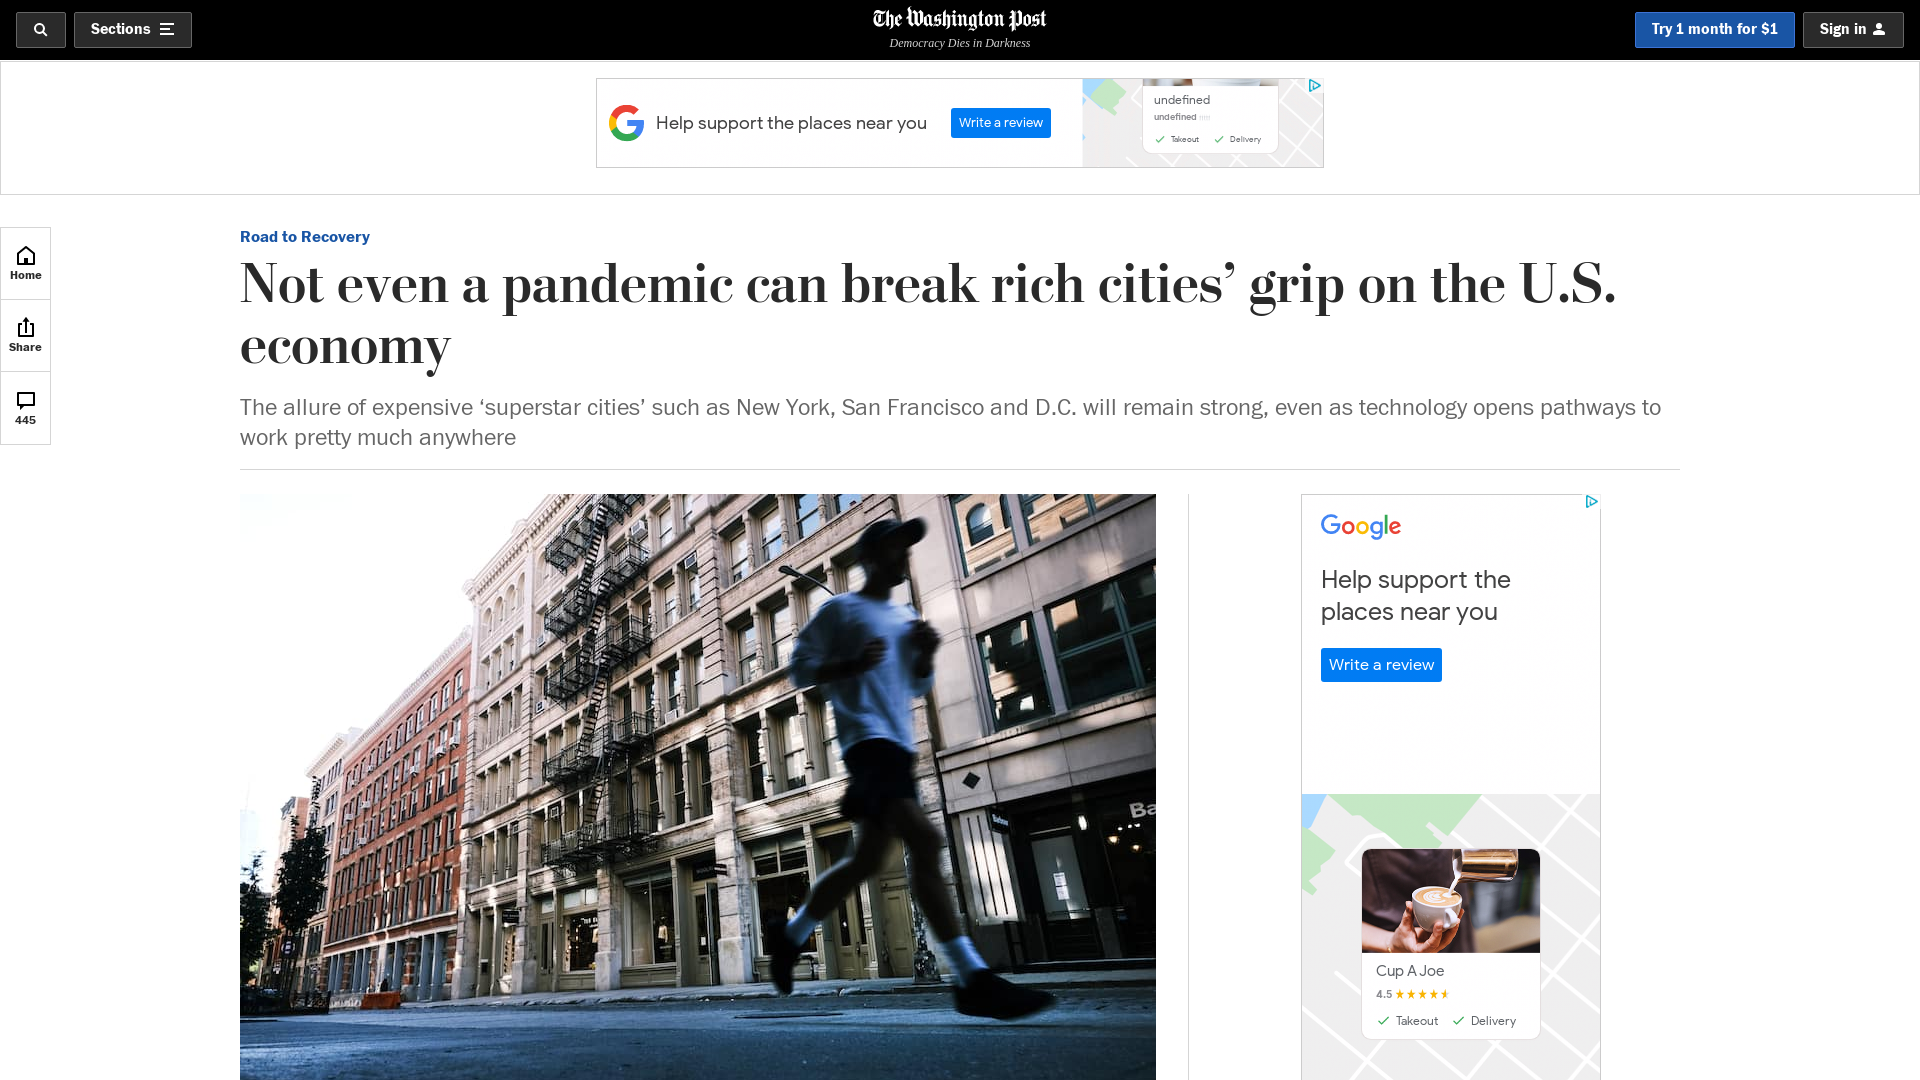 Sections
The Washington Post
Democracy Dies in Darkness
Try 1 month for $1
Sign in
Help support the places near you
Write a review
undefined
undefined
Takeout
Delivery
Home
Share
445
Road to Recovery
Not even a pandemic can break rich cities’ grip on the U.S.
economy
The allure of expensive ‘superstar cities’ such as New York, San Francisco and D.C. will remain strong, even as technology opens pathways to
work pretty much anywhere
Ba
Google
Help support the
places near you
Write a review
Cup A Joe
4.5
Takeout
Delivery